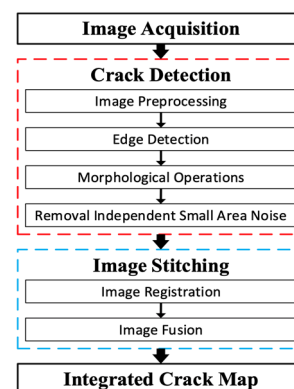 Image Acquisition
Crack Detection
Image Preprocessing
Edge Detection
Morphological Operations
Removal Independent Small Area Noise
Image Stitching
Image Registration
Image Fusion
Integrated Crack Map